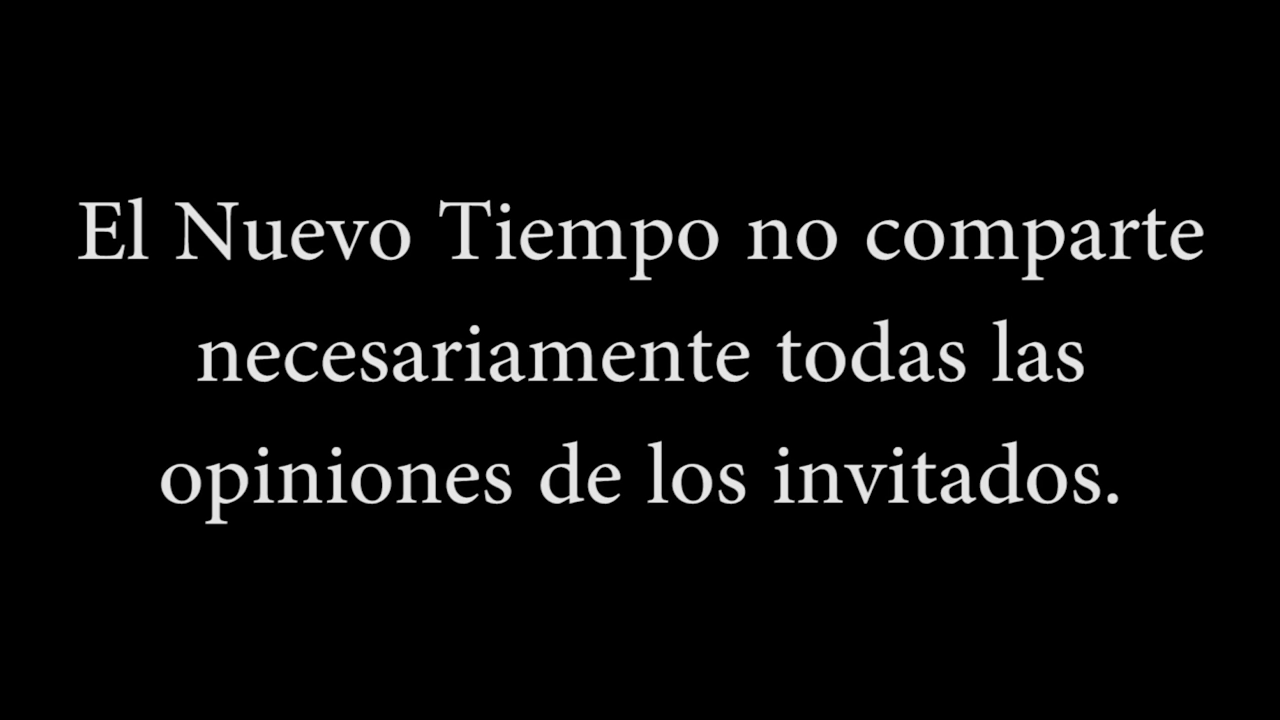 El Nuevo Tiempo no comparte
necesariamente todas las
opiniones de los invitados.